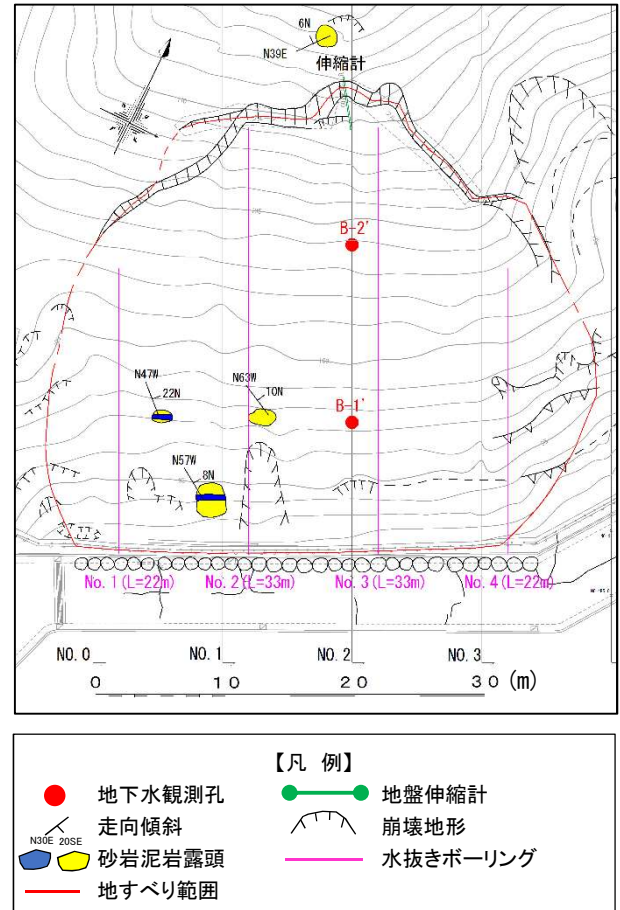 6N
N39E
伸縮計
B-2'
N47W
22N
N63W
10N
B-1'
N57W
8N
No.1(L=22m) No.2(L=33m) No.3(L=33m) No.4(L=22m)
NO.0 NO.1 NO.2 NO.3
0 10 20 30 (m)
【凡 例】
地下水観測孔 地盤伸縮計
走向傾斜 崩壊地形
N30E 20SE
砂岩泥岩露頭 水抜きボーリング
地すべり範囲